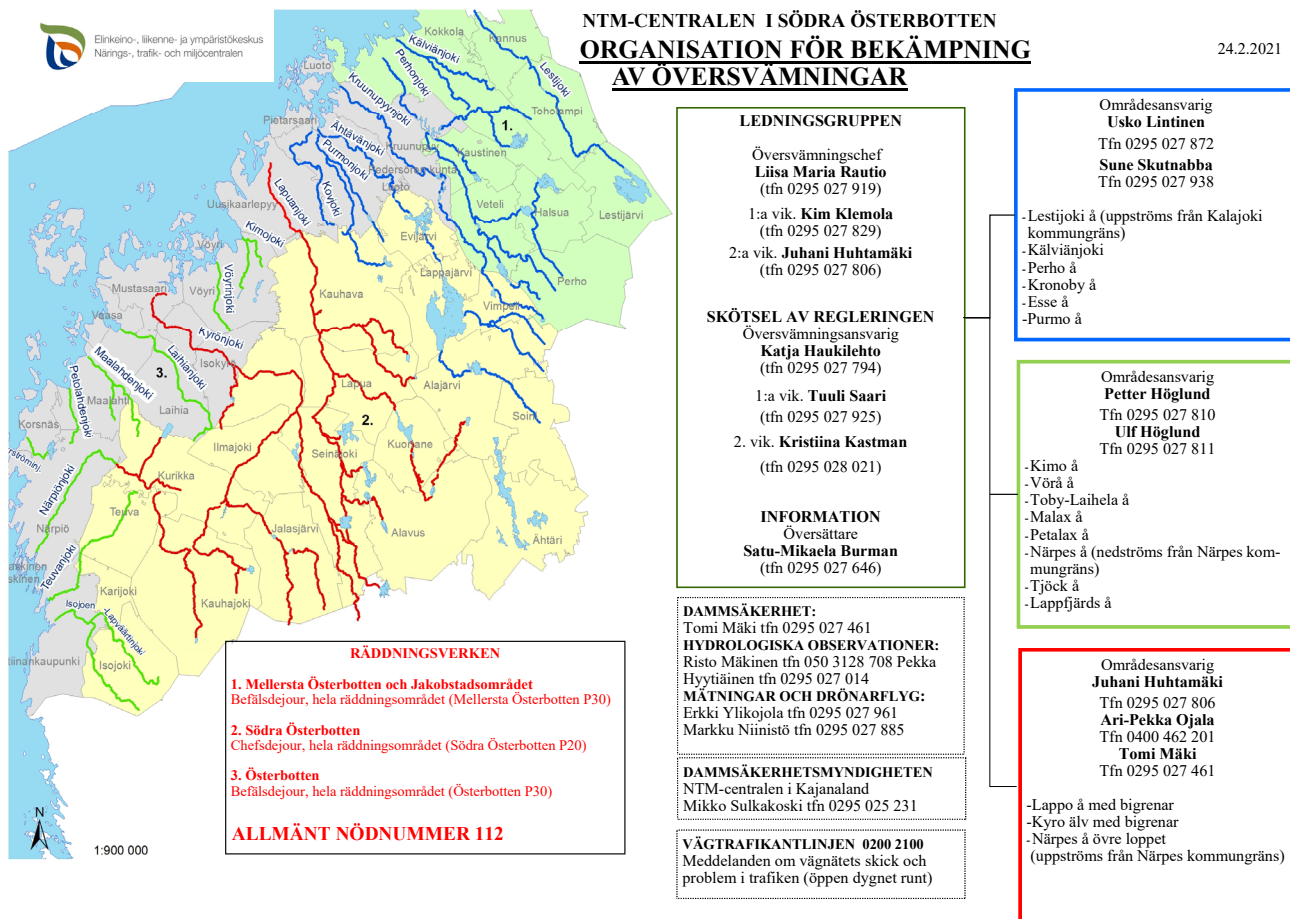 Elinkeino-, liikenne- ja ympäristökeskus
Närings-, trafik- och miljöcentralen
NTM-CENTRALEN I SÖDRA ÖSTERBOTTEN
ORGANISATION FÖR BEKÄMPNING
AV ÖVERSVÄMNINGAR
24.2.2021
Kokkola
Kannus
Kälviänjoki
Lestijoki
Perhonjoki
Luoto
Kruunupyynjoki
Toholampi
1.
Pietarsaari
Ähtävänjoki
Kruunupyy
Kaustinen
Purmonjoki
Pedersören kunta
Luoto
Lapuanjoki
Kovjoki
Veteli
Halsua
Lestijärvi
Uusikaarlepyy
Kimojoki
Evijärvi
Vöyri
Lappajärvi
Perho
Vöyrinjoki
Mustasaari
Vöyri
Kauhava
Vimpeli
Vaasa
Kyrönjoki
Isokyrö
Laihianjoki
Maalahdenjoki
3.
Petolahdenjoki
Lapua
Alajärvi
Maalahti
Laihia
Korsnäs
2.
Soini
Kuortane
Ilmajoki
Seinäjoki
Närpiönjoki
Kurikka
Teuva
Närpiö
Jalasjärvi
Alavus
Ähtäri
Teuvanjoki
Karijoki
Kauhajoki
Isojoen
-Lapväärtinjoki
Isojoki
N
1:900 000
RÄDDNINGSVERKEN
1. Mellersta Österbotten och Jakobstadsområdet
Befälsdejour, hela räddningsområdet (Mellersta Österbotten P30)
2. Södra Österbotten
Chefsdejour, hela räddningsområdet (Södra Österbotten P20)
3. Österbotten
Befälsdejour, hela räddningsområdet (Österbotten P30)
ALLMÄNT NÖDNUMMER 112
LEDNINGSGRUPPEN
Översvämningschef
Liisa Maria Rautio
(tfn 0295 027 919)
1:a vik. Kim Klemola
(tfn 0295 027 829)
2:a vik. Juhani Huhtamäki
(tfn 0295 027 806)
SKÖTSEL AV REGLERINGEN
Översvämningsansvarig
Katja Haukilehto
(tfn 0295 027 794)
1:a vik. Tuuli Saari
(tfn 0295 027 925)
2. vik. Kristiina Kastman
(tfn 0295 028 021)
INFORMATION
Översättare
Satu-Mikaela Burman
(tfn 0295 027 646)
DAMMSÄKERHET:
Tomi Mäki tfn 0295 027 461
HYDROLOGISKA OBSERVATIONER:
Risto Mäkinen tfn 050 3128 708 Pekka
Hyytiäinen tfn 0295 027 014
MÄTNINGAR OCH DRÖNARFLYG:
Erkki Ylikojola tfn 0295 027 961
Markku Niinistö tfn 0295 027 885
DAMMSÄKERHETSMYNDIGHETEN
NTM-centralen i Kajanaland
Mikko Sulkakoski tfn 0295 025 231
VÄGTRAFIKANTLINJEN 0200 2100
Meddelanden om vägnätets skick och
problem i trafiken (öppen dygnet runt)
Områdesansvarig
Usko Lintinen
Tfn 0295 027 872
Sune Skutnabba
Tfn 0295 027 938
-Lestijoki å (uppströms från Kalajoki
kommungräns)
-Kälviänjoki
-Perho å
-Kronoby å
-Esse å
-Purmo å
Områdesansvarig
Petter Höglund
Tfn 0295 027 810
Ulf Höglund
Tfn 0295 027 811
-Kimo å
-Vörå å
-Toby-Laihela å
-Malax å
-Petalax å
-Närpes å (nedströms från Närpes kom-
mungräns)
-Tjöck å
-Lappfjärds å
Områdesansvarig
Juhani Huhtamäki
Tfn 0295 027 806
Ari-Pekka Ojala
Tfn 0400 462 201
Tomi Mäki
Tfn 0295 027 461
-Lappo å med bigrenar
-Kyro älv med bigrenar
-Närpes å övre loppet
(uppströms från Närpes kommungräns)